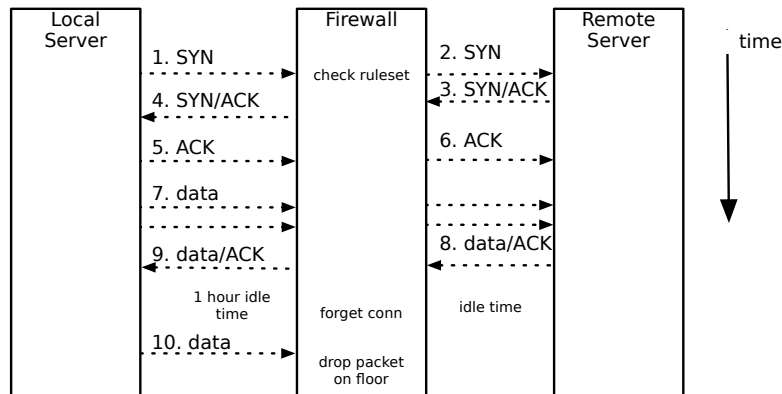 Local
Server
Firewall
Remote
Server
time
1. SYN
check ruleset
2. SYN
3. SYN/ACK
4. SYN/ACK
5. ACK
6. ACK
7. data
8. data/ACK
9. data/ACK
1 hour idle
time
forget conn
idle time
10. data
drop packet
on floor